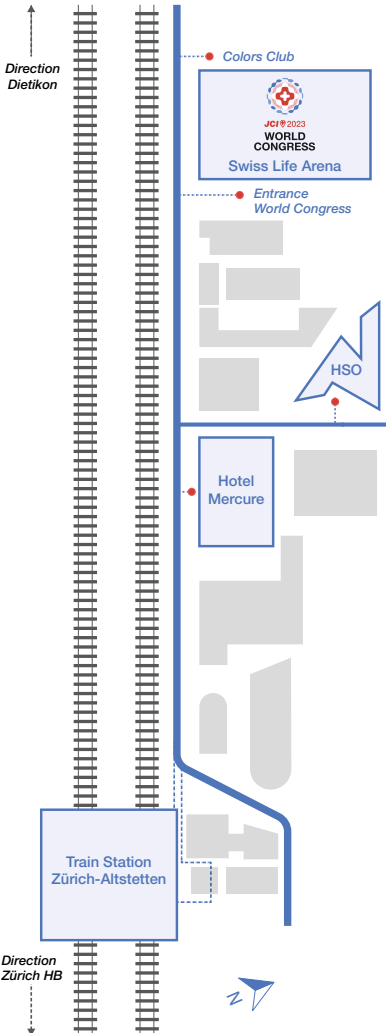 Direction
Dietikon
Colors Club
JCI 2023
WORLD
CONGRESS
Swiss Life Arena
Entrance
World Congress
HSO
Hotel
Mercure
Train Station
Zürich-Altstetten
Direction
Zürich HB
N